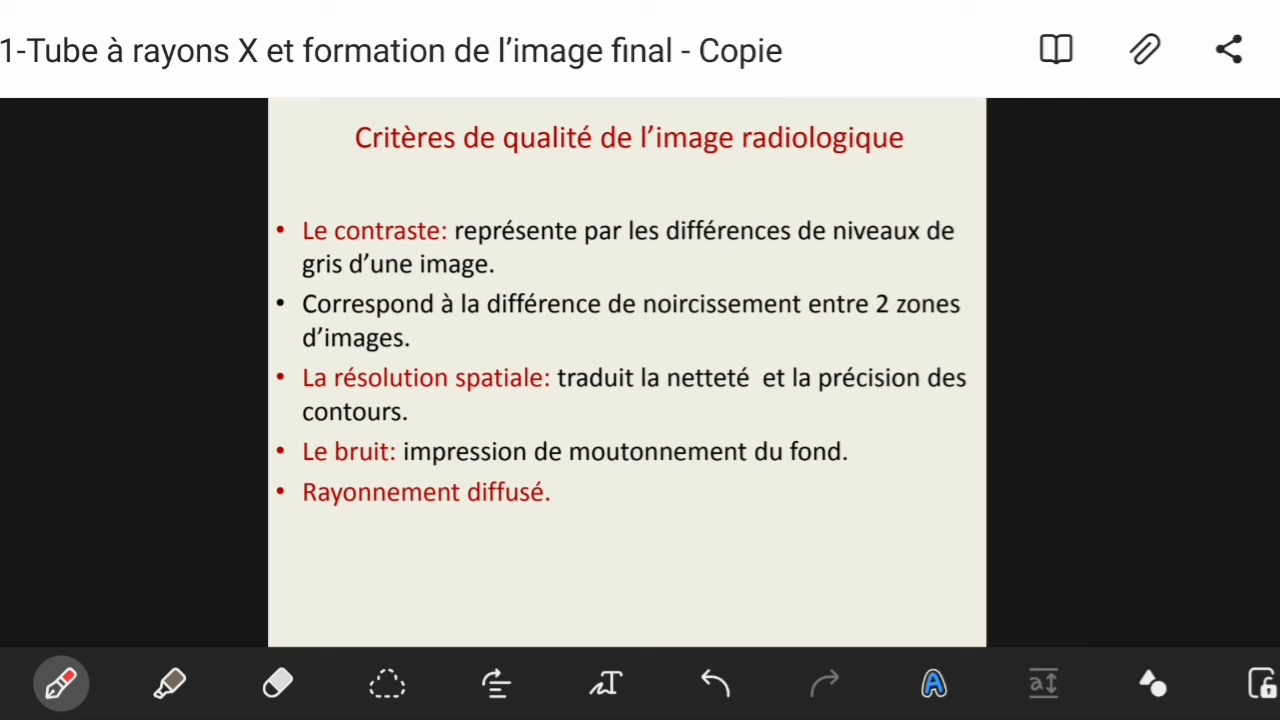 1-Tube à rayons X et formation de l’image final - Copie
Critères de qualité de l’image radiologique
• Le contraste: représente par les différences de niveaux de
gris d’une image.
• Correspond à la différence de noircissement entre 2 zones
d’images.
• La résolution spatiale: traduit la netteté  et la précision des
contours.
• Le bruit: impression de moutonnement du fond.
• Rayonnement diffusé.